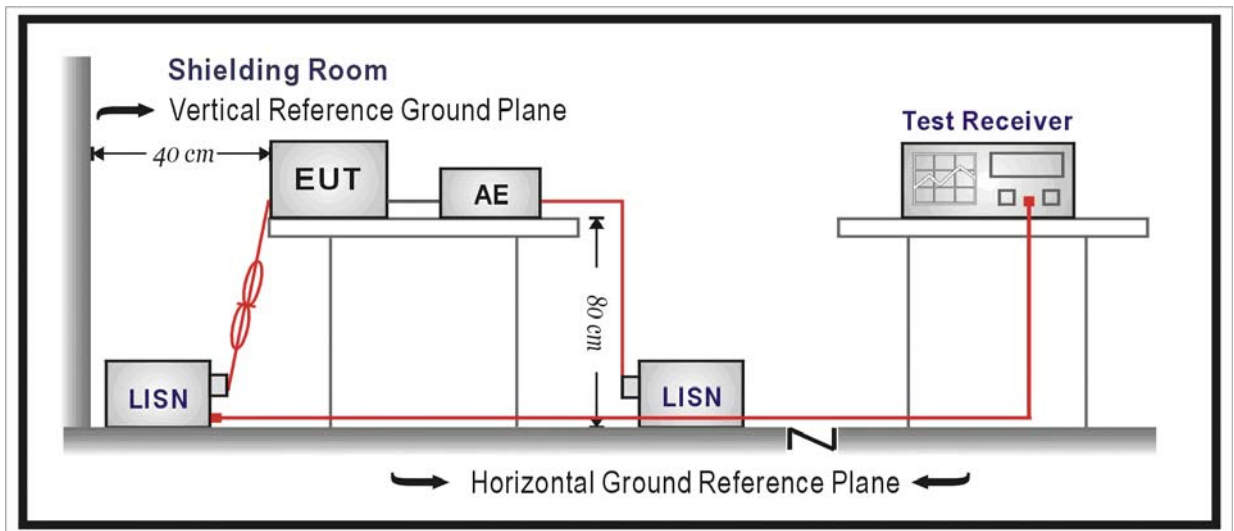 Shielding Room
Vertical Reference Ground Plane
Test Receiver
40 cm
EUT
AE
80 cm
LISN
LISN
Horizontal Ground Reference Plane